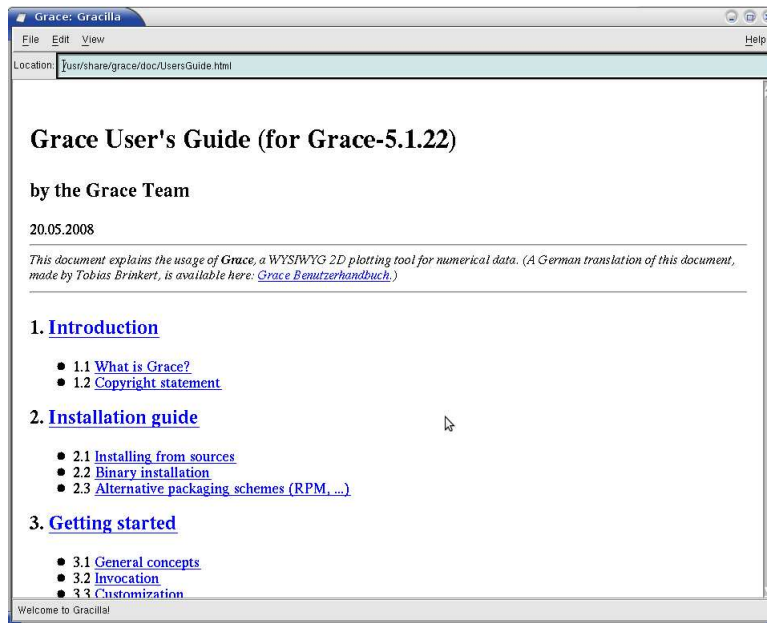 Grace: Gracilla
File Edit View Help
Location: /usr/share/grace/doc/UsersGuide.html
Grace User's Guide (for Grace-5.1.22)
by the Grace Team
20.05.2008
This document explains the usage of Grace, a WYSIWYG 2D plotting tool for numerical data. (A German translation of this document,
made by Tobias Brinkert, is available here: Grace Benutzerhandbuch.)
1. Introduction
1.1 What is Grace?
1.2 Copyright statement
2. Installation guide
2.1 Installing from sources
2.2 Binary installation
2.3 Alternative packaging schemes (RPM, ...)
3. Getting started
3.1 General concepts
3.2 Invocation
3.3 Customization
Welcome to Gracilla!